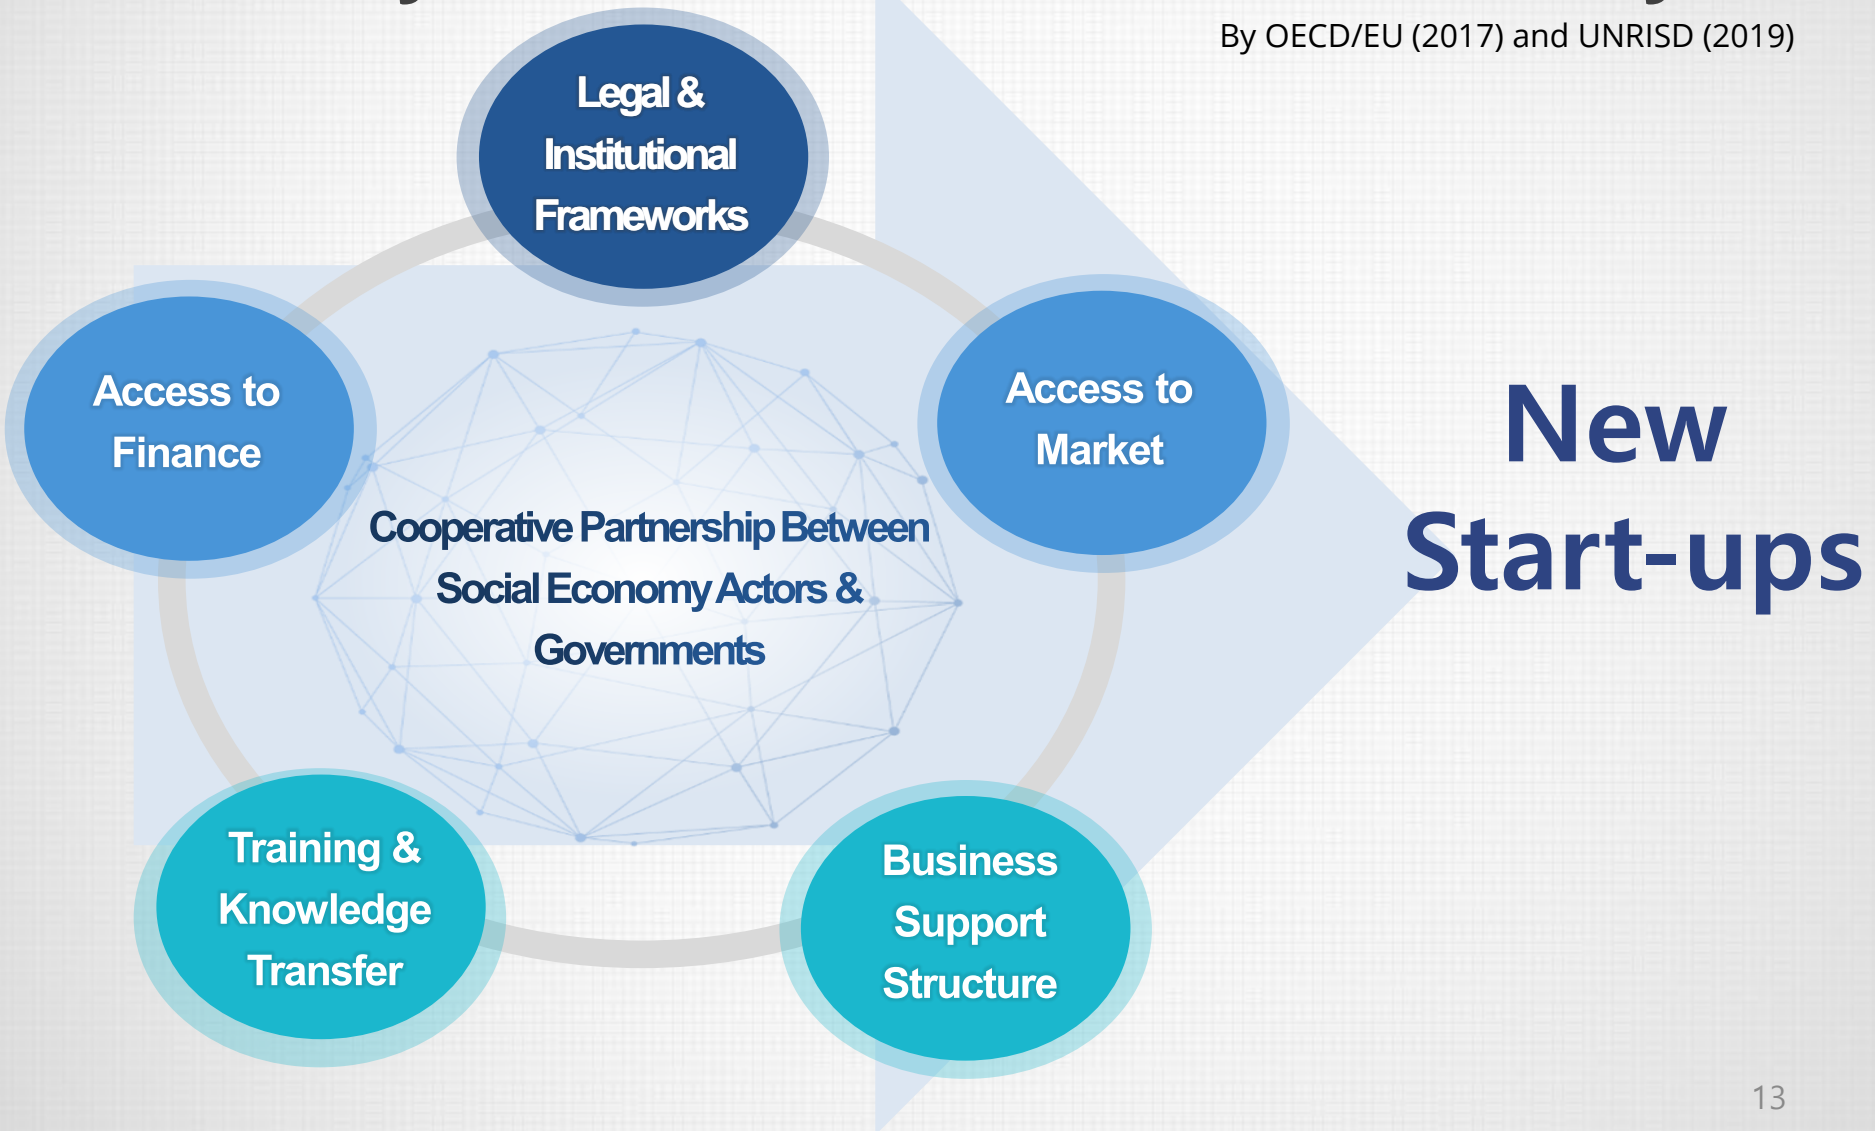 By OECD/EU (2017) and UNRISD (2019)
Legal &
Institutional
Frameworks
Access to
Finance
Access to
Market
Cooperative Partnership Between
Social Economy Actors &
Governments
New
Start-ups
Training &
Knowledge
Transfer
Business
Support
Structure
13